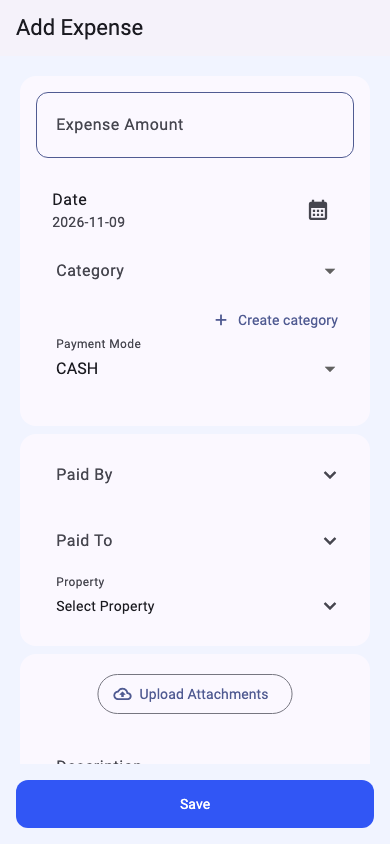 Add Expense
Expense Amount
Date
2026-11-09
Category
Create category
Payment Mode
CASH
Paid By
Paid To
Property
Select Property
Upload Attachments
Description
Save